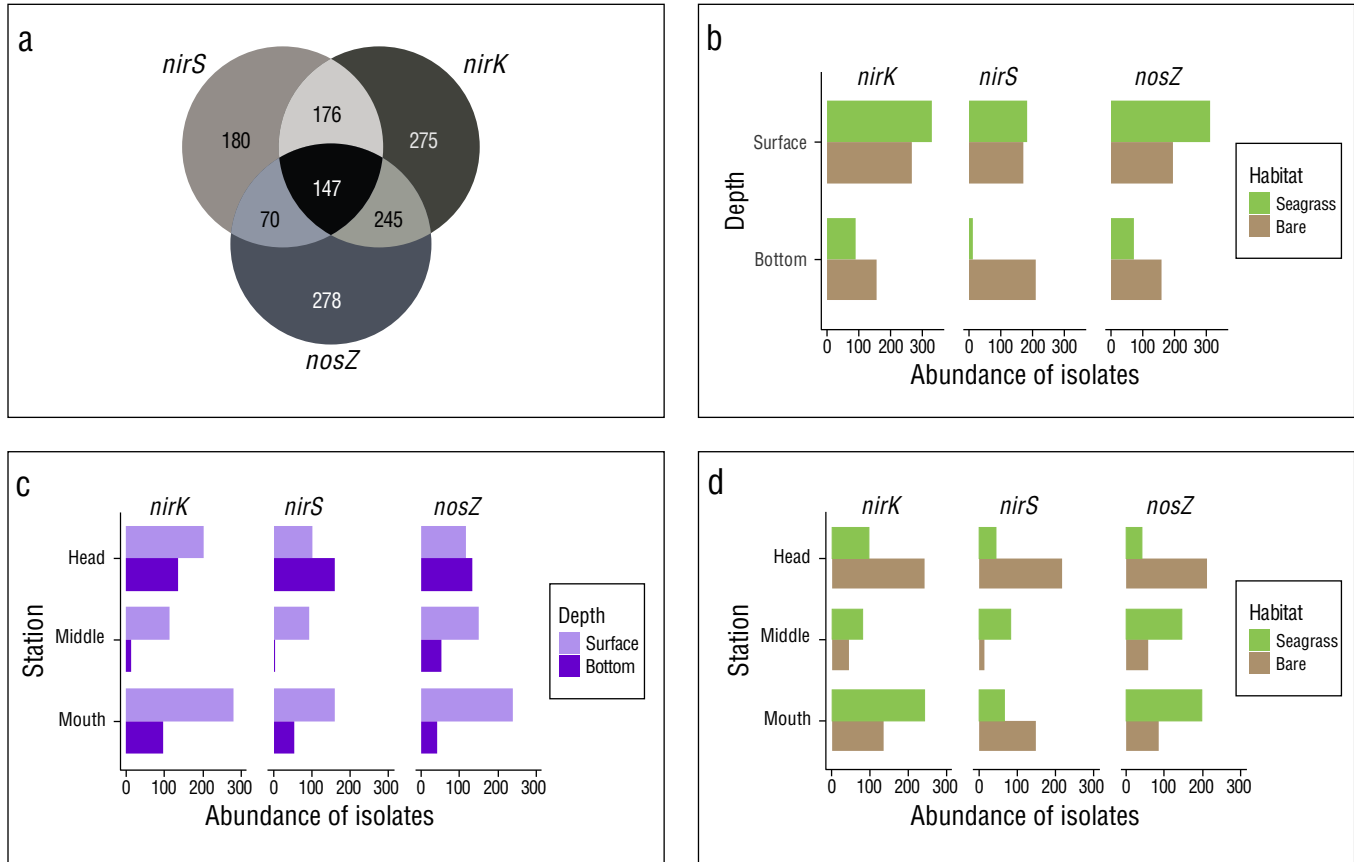 a
nirS
nirK
176
180
275
147
70
245
278
nosZ
b
nirK nirS nosZ
Surface
Bottom
Depth
0 100 200 300 0 100 200 300 0 100 200 300
Abundance of isolates
Habitat
Seagrass
Bare
c
nirK nirS nosZ
Head
Middle
Mouth
Station
0 100 200 300 0 100 200 300 0 100 200 300
Abundance of isolates
Depth
Surface
Bottom
d
nirK nirS nosZ
Head
Middle
Mouth
Station
0 100 200 300 0 100 200 300 0 100 200 300
Abundance of isolates
Habitat
Seagrass
Bare